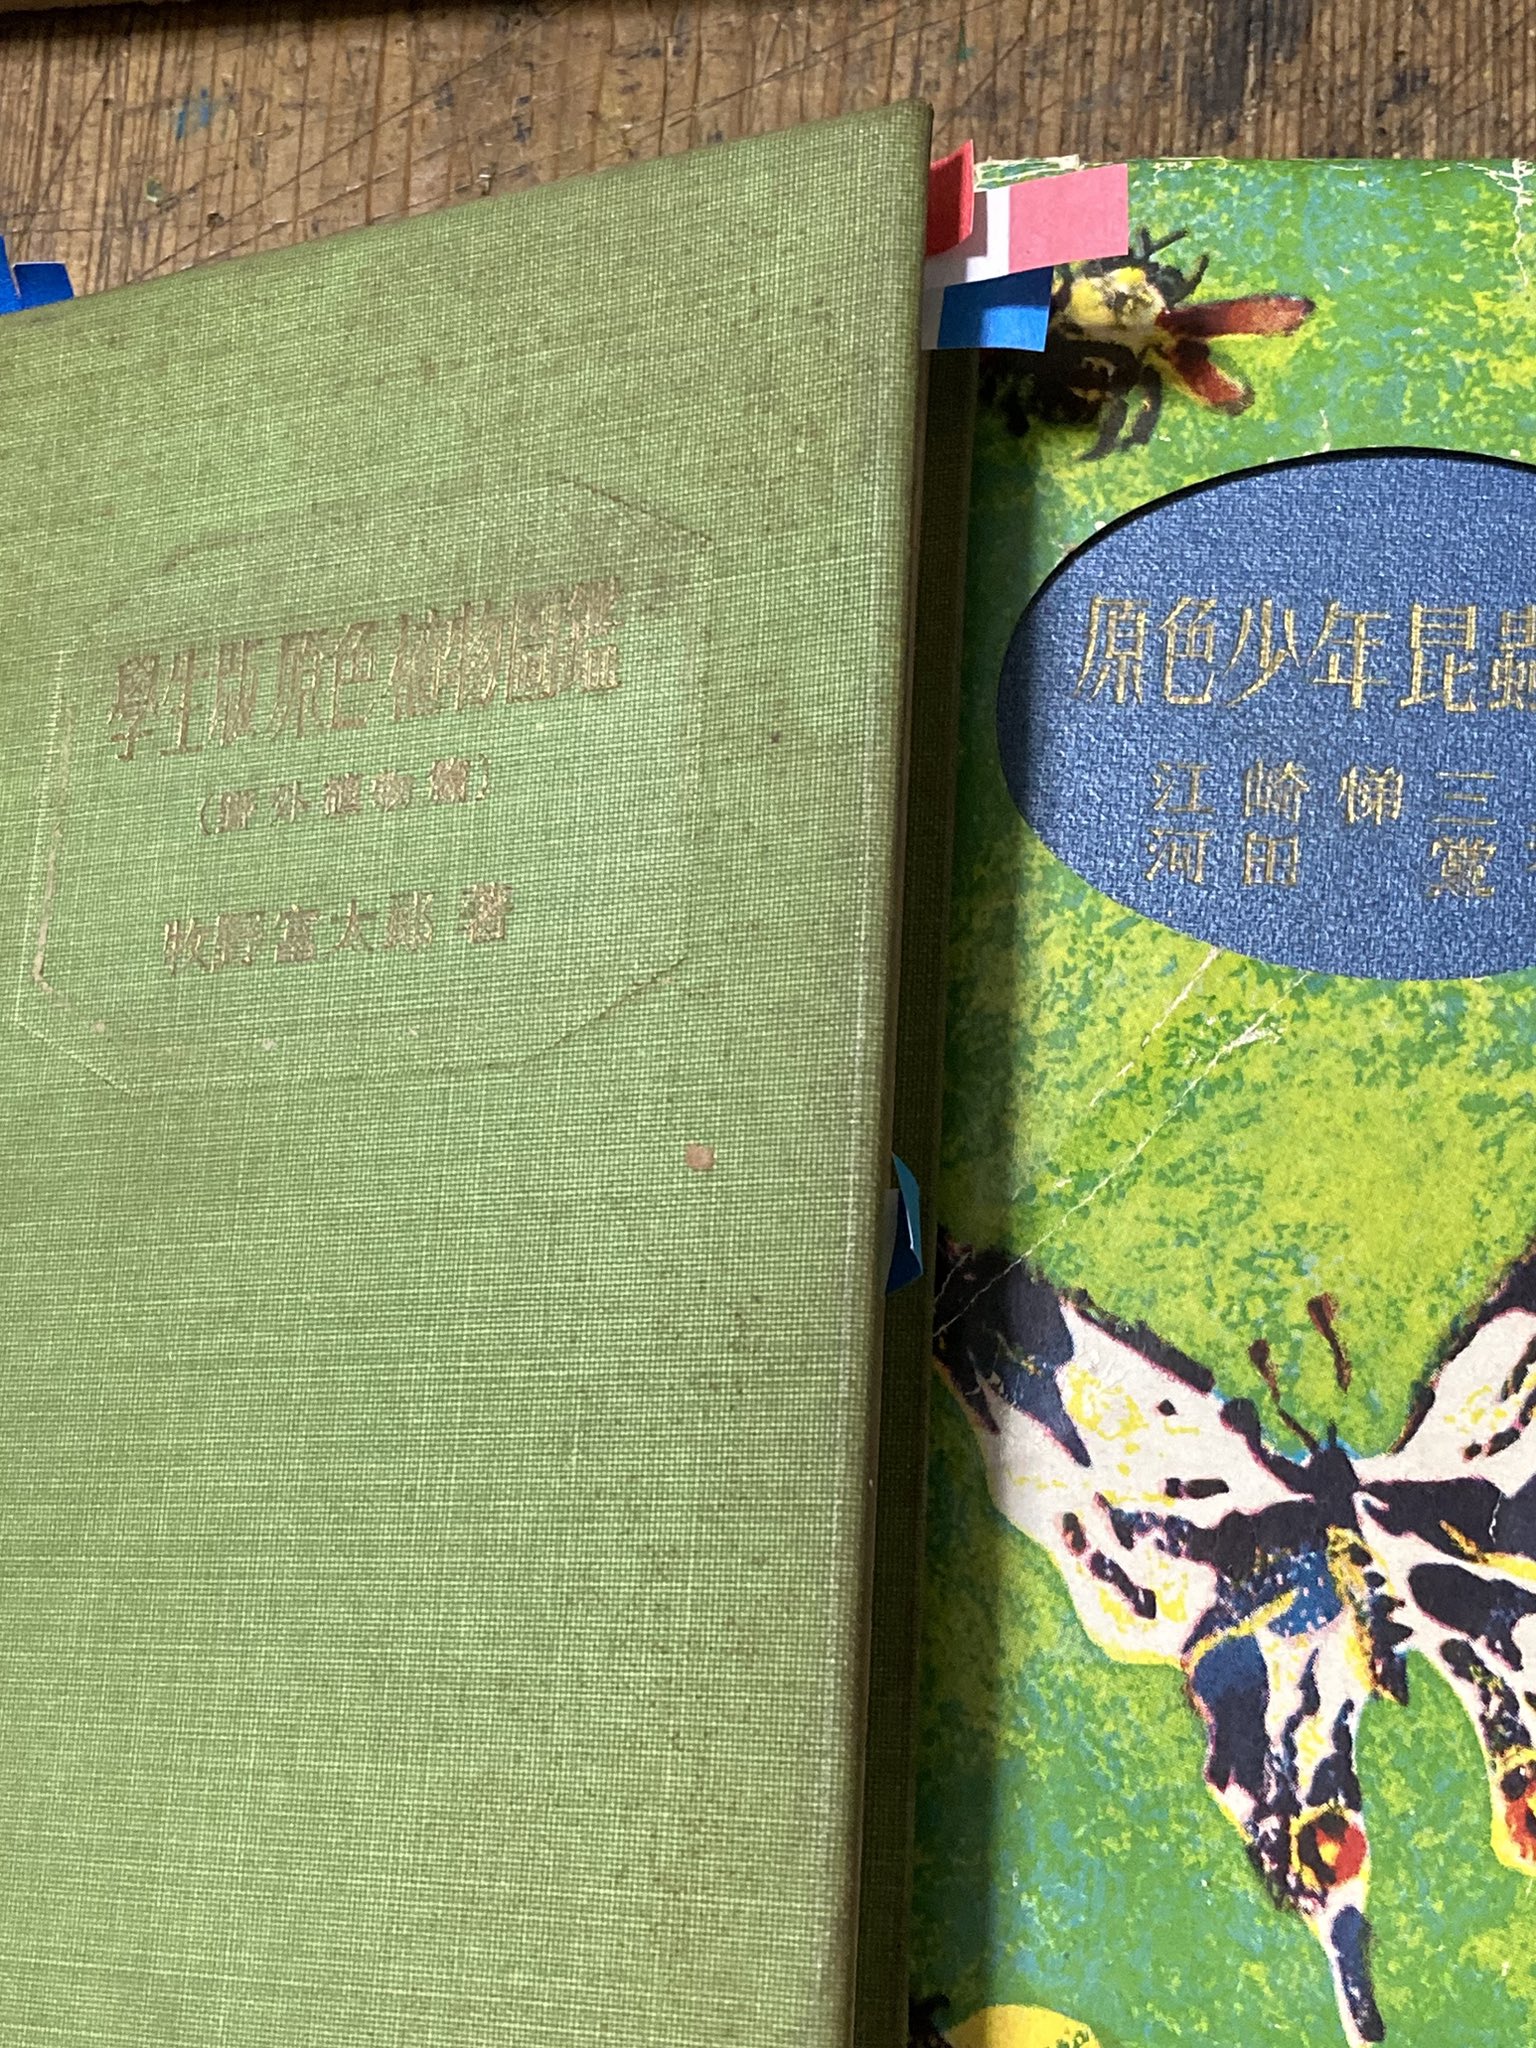 學生版原色植物圖鑑
(野外植物篇)
牧野富太郎 著
原色少年昆蟲
江崎悌三
河田 黨